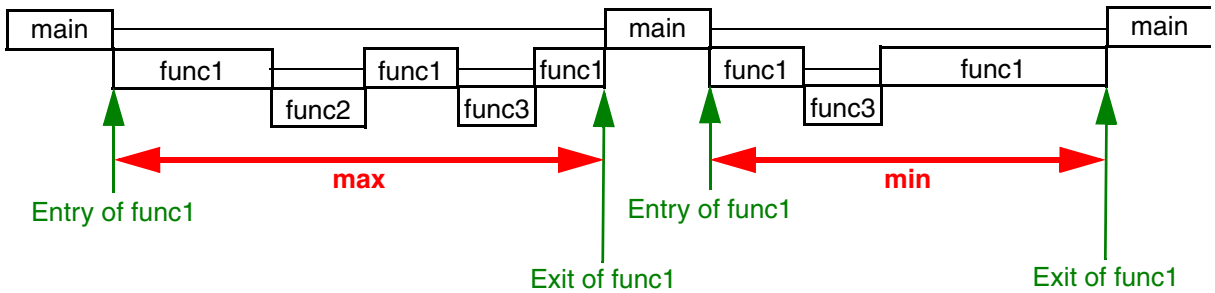 main main main
func1 func1 func1 func1 func1
func2 func3 func3
max min
Entry of func1 Entry of func1
Exit of func1 Exit of func1